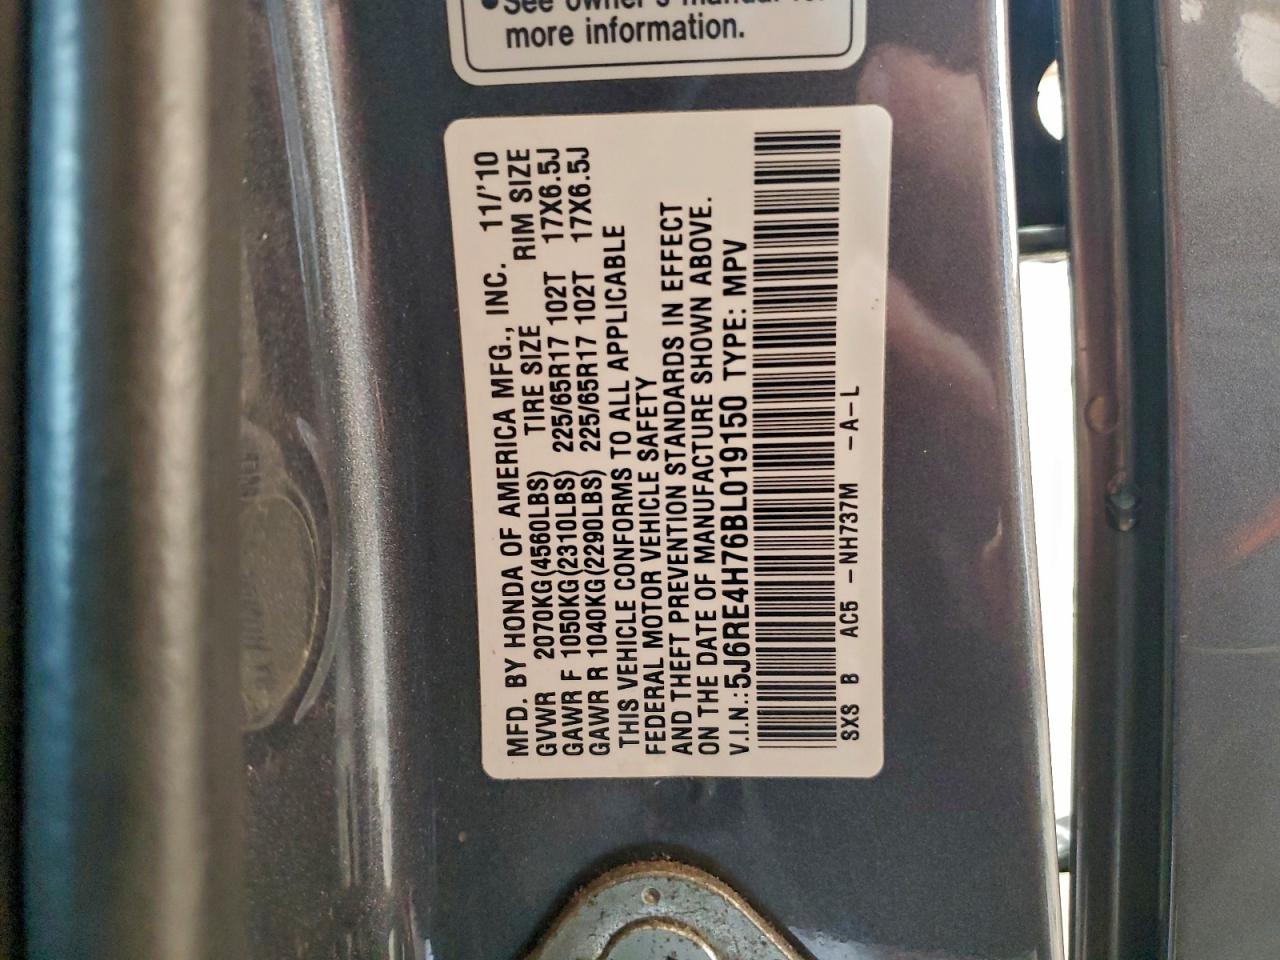 See owner's manual for
more information.
MFD. BY HONDA OF AMERICA MFG., INC. 11/'10
GVWR 2070KG(4560LBS) TIRE SIZE RIM SIZE
GAWR F 1050KG(2310LBS) 225/65R17 102T 17X6.5J
GAWR R 1040KG(2290LBS) 225/65R17 102T 17X6.5J
THIS VEHICLE CONFORMS TO ALL APPLICABLE
FEDERAL MOTOR VEHICLE SAFETY
AND THEFT PREVENTION STANDARDS IN EFFECT
ON THE DATE OF MANUFACTURE SHOWN ABOVE.
V.I.N.:5J6RE4H76BL019150 TYPE: MPV
SXS B AC5 -NH737M -A-L